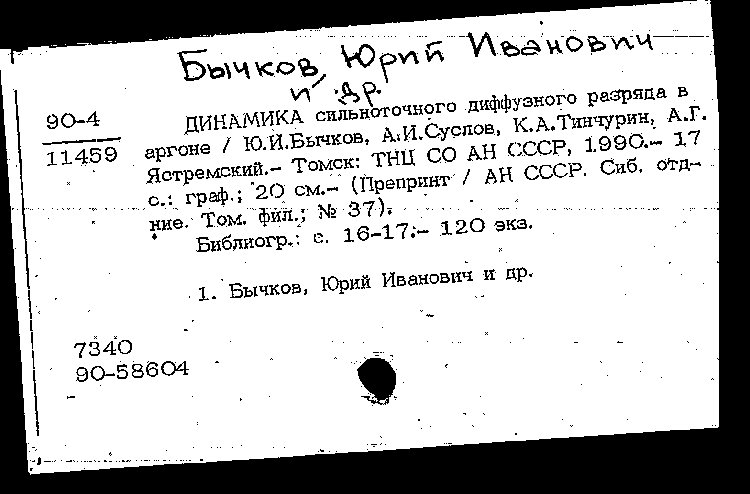 Бычков, Юрий Иванович
и др.
90-4
11459
ДИНАМИКА сильноточного диффузного разряда в
аргоне / Ю.И.Бычков, А.И.Суслов, К.А.Тинчурин, А.Г.
Ястремский.- Томск: ТНЦ СО АН СССР, 1990.- 17
с.: граф.; 20 см.- (Препринт / АН СССР. Сиб. отд-
ние. Том. фил.; № 37).
Библиогр.: с. 16-17.- 120 экз.
1. Бычков, Юрий Иванович и др.
7340
90-58604